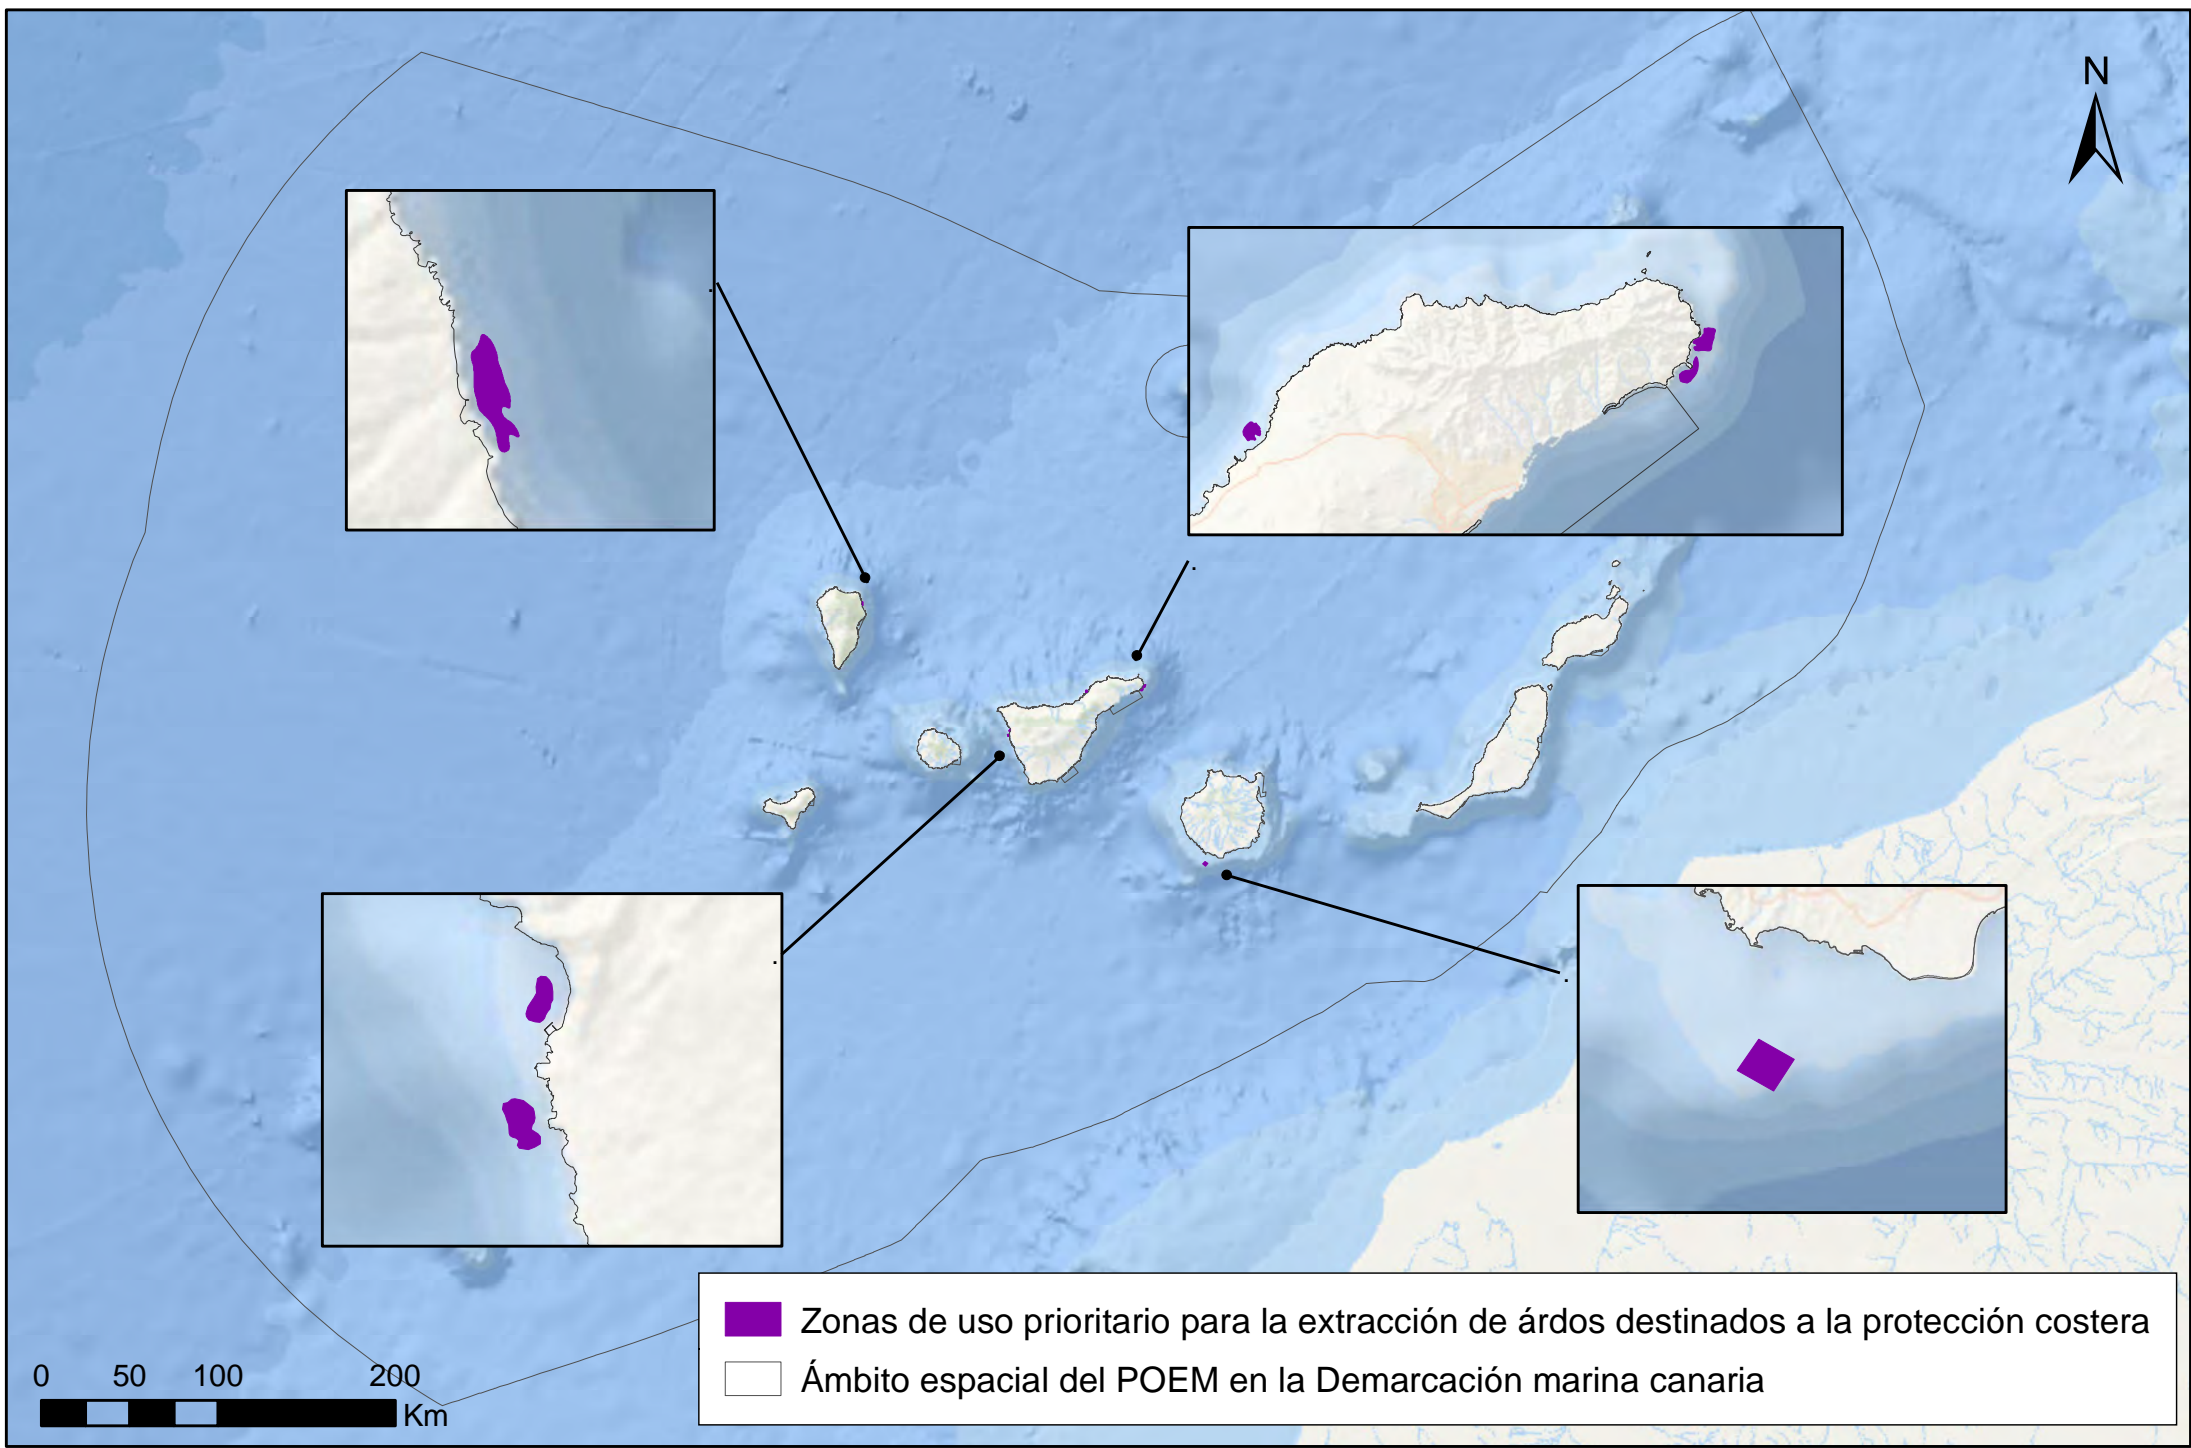 N
Zonas de uso prioritario para la extracción de árdos destinados a la protección costera
Ámbito espacial del POEM en la Demarcación marina canaria
0 50 100 200
Km